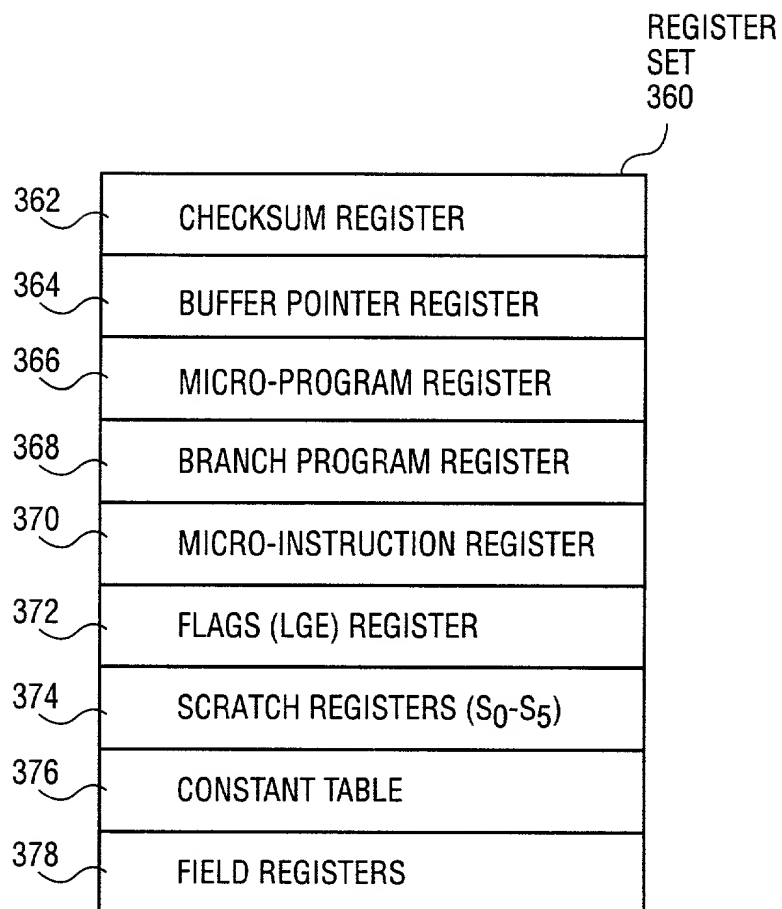 REGISTER
SET
360
362 CHECKSUM REGISTER
364 BUFFER POINTER REGISTER
366 MICRO-PROGRAM REGISTER
368 BRANCH PROGRAM REGISTER
370 MICRO-INSTRUCTION REGISTER
372 FLAGS (LGE) REGISTER
374 SCRATCH REGISTERS (S0-S5)
376 CONSTANT TABLE
378 FIELD REGISTERS